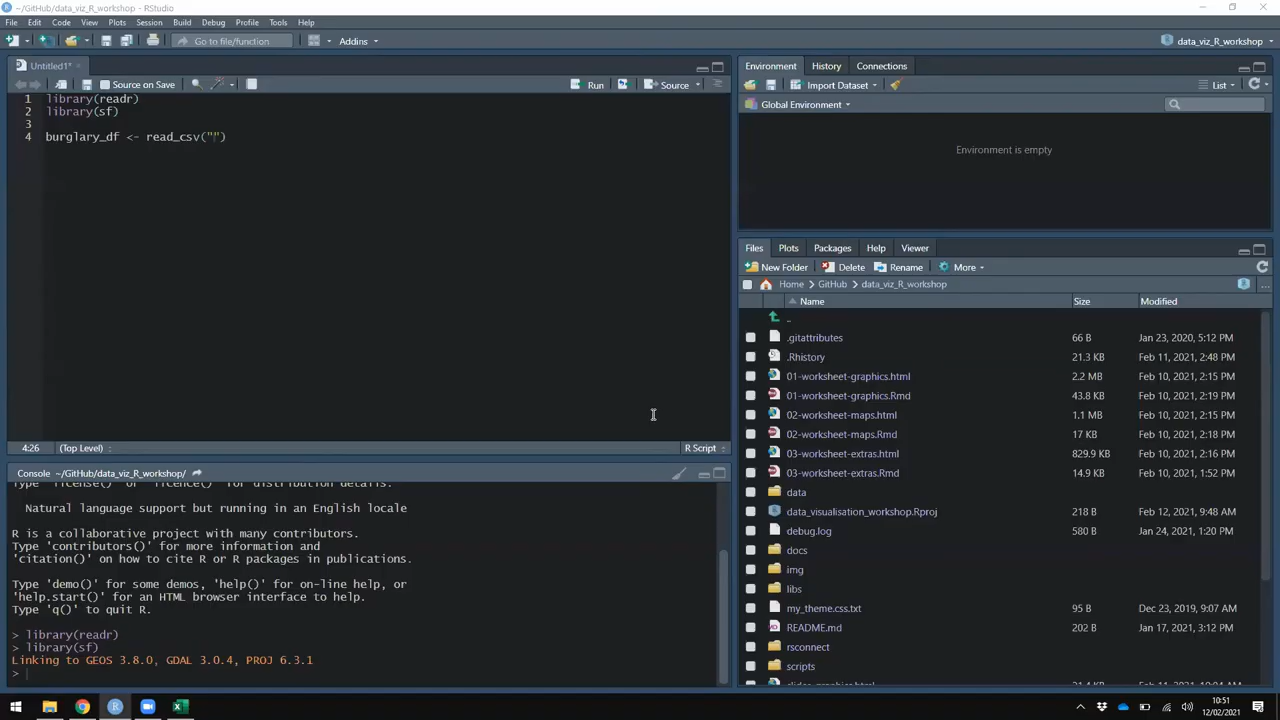 ~/GitHub/data_viz_R_workshop - RStudio
File Edit Code View Plots Session Build Debug Profile Tools Help
Go to file/function Addins data_viz_R_workshop
Untitled1*
Source on Save Run Source
1 library(readr)
2 library(sf)
3
4 burglary_df <- read_csv("")
4:26 (Top Level) R Script
Console ~/GitHub/data_viz_R_workshop/
Type 'license()' or 'licence()' for distribution details.
Natural language support but running in an English locale
R is a collaborative project with many contributors.
Type 'contributors()' for more information and
'citation()' on how to cite R or R packages in publications.
Type 'demo()' for some demos, 'help()' for on-line help, or
'help.start()' for an HTML browser interface to help.
Type 'q()' to quit R.
> library(readr)
> library(sf)
Linking to GEOS 3.8.0, GDAL 3.0.4, PROJ 6.3.1
>
Environment History Connections
Import Dataset List
Global Environment
Environment is empty
Files Plots Packages Help Viewer
New Folder Delete Rename More
Home GitHub data_viz_R_workshop ...
Name Size Modified
..
.gitattributes 66 B Jan 23, 2020, 5:12 PM
.Rhistory 21.3 KB Feb 11, 2021, 2:48 PM
01-worksheet-graphics.html 2.2 MB Feb 10, 2021, 2:15 PM
01-worksheet-graphics.Rmd 43.8 KB Feb 10, 2021, 2:19 PM
02-worksheet-maps.html 1.1 MB Feb 10, 2021, 2:15 PM
02-worksheet-maps.Rmd 17 KB Feb 10, 2021, 2:18 PM
03-worksheet-extras.html 829.9 KB Feb 10, 2021, 2:16 PM
03-worksheet-extras.Rmd 14.9 KB Feb 10, 2021, 1:52 PM
data
data_visualisation_workshop.Rproj 218 B Feb 12, 2021, 9:48 AM
debug.log 580 B Jan 24, 2021, 1:20 PM
docs
img
libs
my_theme.css.txt 95 B Dec 23, 2019, 9:07 AM
README.md 202 B Jan 17, 2021, 3:12 PM
rsconnect
scripts
10:51
12/02/2021